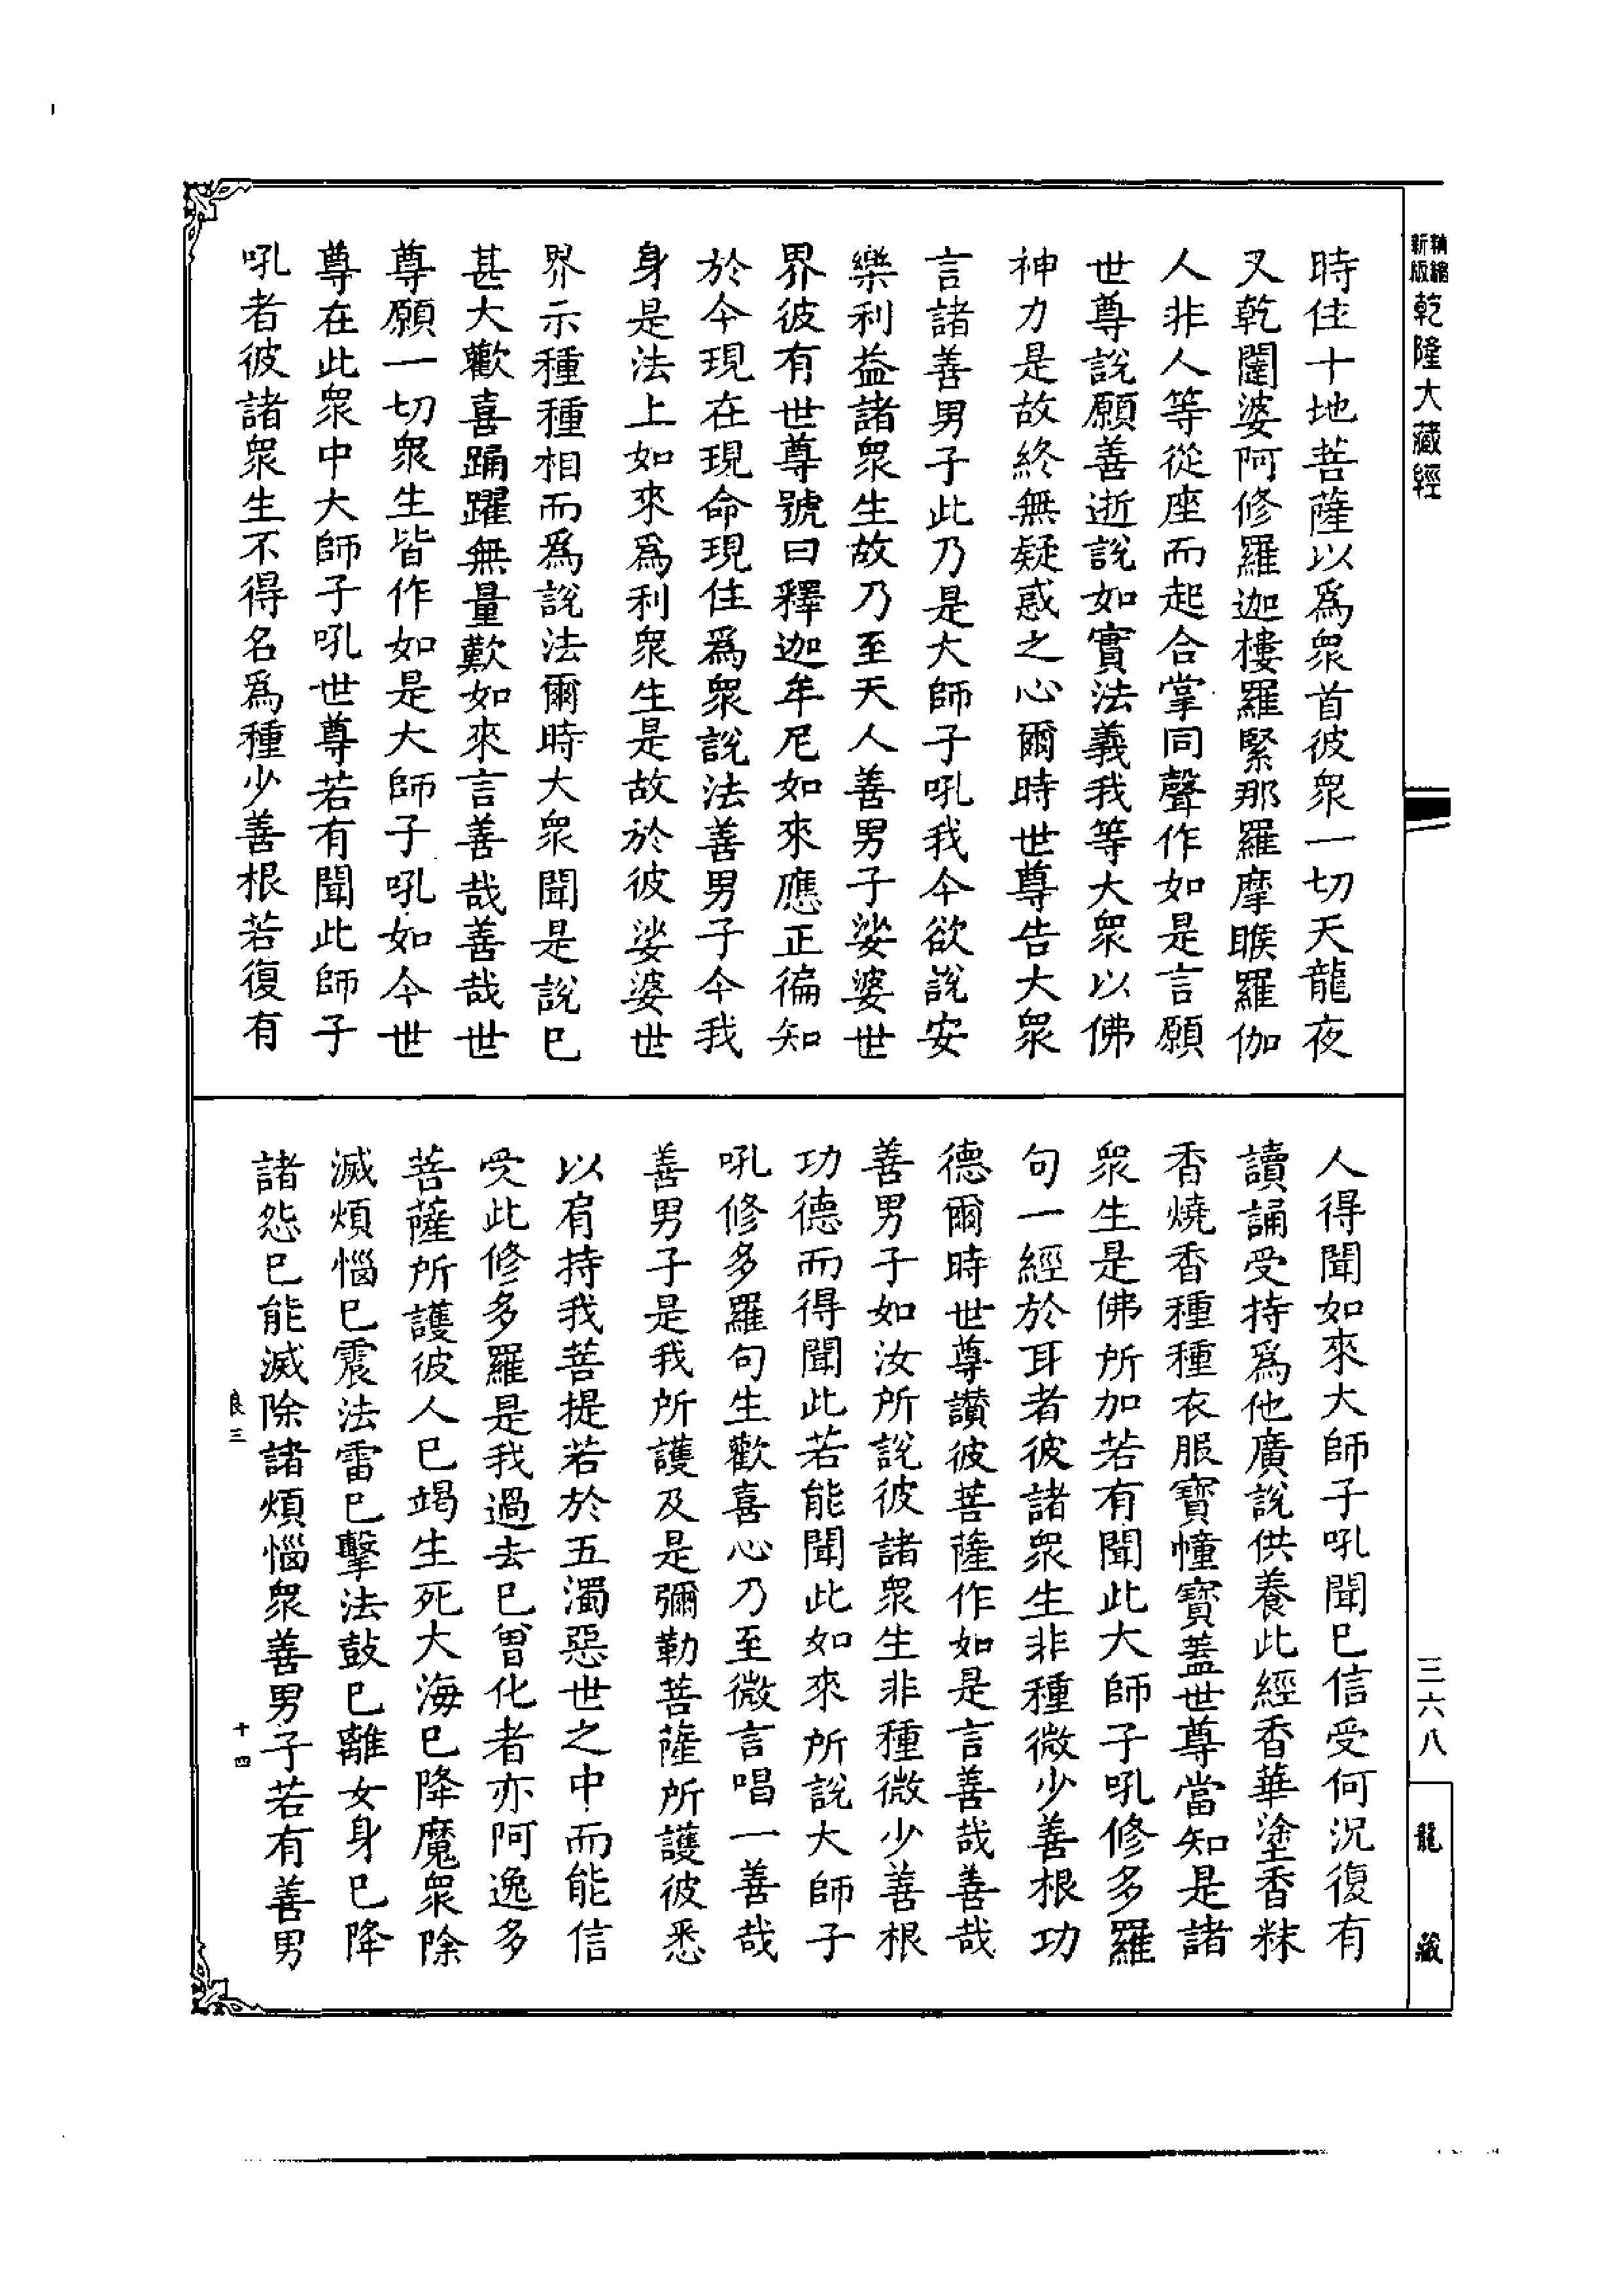 新版
精縮
乾隆大藏經
時住十地菩薩以爲眾首彼眾一切天龍夜
叉乾闥婆阿修羅迦樓羅緊那羅摩睺羅伽
人非人等從座而起合掌同聲作如是言願
世尊說願善逝說如實法義我等大眾以佛
神力是故終無疑惑之心爾時世尊告大眾
言諸善男子此乃是大師子吼我今欲說安
樂利益諸眾生故乃至天人善男子娑婆世
界彼有世尊號曰釋迦牟尼如來應正徧知
於今現在現命現住爲眾說法善男子今我
身是法上如來爲利眾生是故於彼娑婆世
界示種種相而爲說法爾時大眾聞是說已
甚大歡喜踊躍無量歎如來言善哉善哉世
尊願一切眾生皆作如是大師子吼如今世
尊在此眾中大師子吼世尊若有聞此師子
吼者彼諸眾生不得名爲種少善根若復有
人得聞如來大師子吼聞已信受何況復有
讀誦受持爲他廣說供養此經香華塗香粖
香燒香種種衣服寶幢寶蓋世尊當知是諸
眾生是佛所加若有聞此大師子吼修多羅
句一經於耳者彼諸眾生非種微少善根功
德爾時世尊讚彼菩薩作如是言善哉善哉
善男子如汝所說彼諸眾生非種微少善根
功德而得聞此若能聞此如來所說大師子
吼修多羅句生歡喜心乃至微言唱一善哉
善男子是我所護及是彌勒菩薩所護彼悉
以肩持我菩提若於五濁惡世之中而能信
受此修多羅是我過去已曾化者亦阿逸多
菩薩所護彼人已竭生死大海已降魔眾除
滅煩惱已震法雷已擊法鼓已離女身已降
諸怨已能滅除諸煩惱眾善男子若有善男
良三
十四
三六八
龍藏